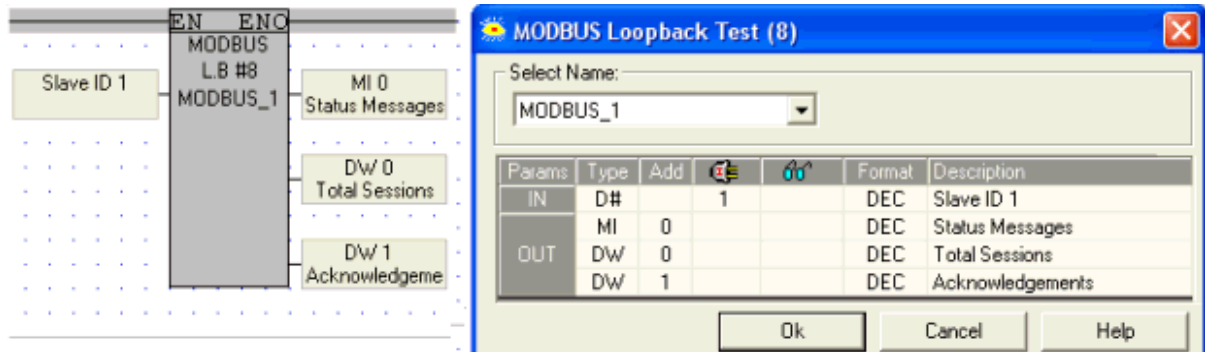 EN ENO
MODBUS
L.B #8
MODBUS_1
Slave ID 1
MI 0
Status Messages
DW 0
Total Sessions
DW 1
Acknowledgeme
MODBUS Loopback Test (8)
Select Name:
MODBUS_1
Params Type Add Format Description
IN D# 1 DEC Slave ID 1
MI 0 DEC Status Messages
OUT DW 0 DEC Total Sessions
DW 1 DEC Acknowledgements
Ok Cancel Help